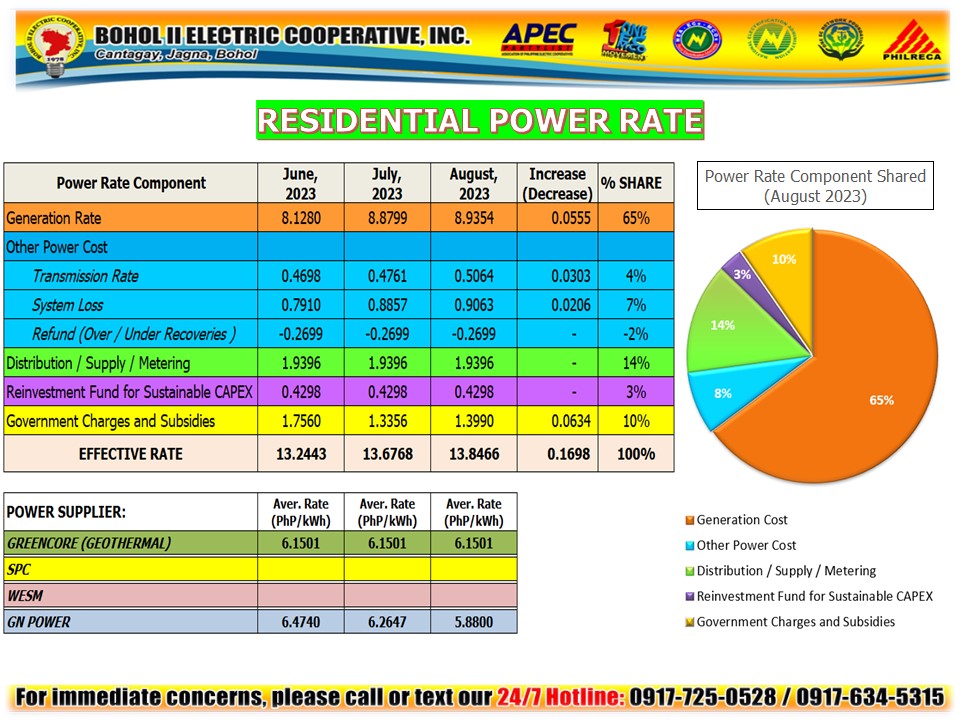 BOHOL II ELECTRIC COOPERATIVE, INC.
Cantagay, Jagna, Bohol
1978
APEC
PARTYLIST
PHILRECA
RESIDENTIAL POWER RATE
Power Rate Component June, 2023 July, 2023 August, 2023 Increase (Decrease) % SHARE
Generation Rate 8.1280 8.8799 8.9354 0.0555 65%
Other Power Cost
Transmission Rate 0.4698 0.4761 0.5064 0.0303 4%
System Loss 0.7910 0.8857 0.9063 0.0206 7%
Refund (Over / Under Recoveries ) -0.2699 -0.2699 -0.2699 - -2%
Distribution / Supply / Metering 1.9396 1.9396 1.9396 - 14%
Reinvestment Fund for Sustainable CAPEX 0.4298 0.4298 0.4298 - 3%
Government Charges and Subsidies 1.7560 1.3356 1.3990 0.0634 10%
EFFECTIVE RATE 13.2443 13.6768 13.8466 0.1698 100%
POWER SUPPLIER: Aver. Rate (PhP/kWh) Aver. Rate (PhP/kWh) Aver. Rate (PhP/kWh)
GREENCORE (GEOTHERMAL) 6.1501 6.1501 6.1501
SPC
WESM
GN POWER 6.4740 6.2647 5.8800
Power Rate Component Shared
(August 2023)
10%
3%
14%
8%
65%
Generation Cost
Other Power Cost
Distribution / Supply / Metering
Reinvestment Fund for Sustainable CAPEX
Government Charges and Subsidies
For immediate concerns, please call or text our 24/7 Hotline: 0917-725-0528 / 0917-634-5315